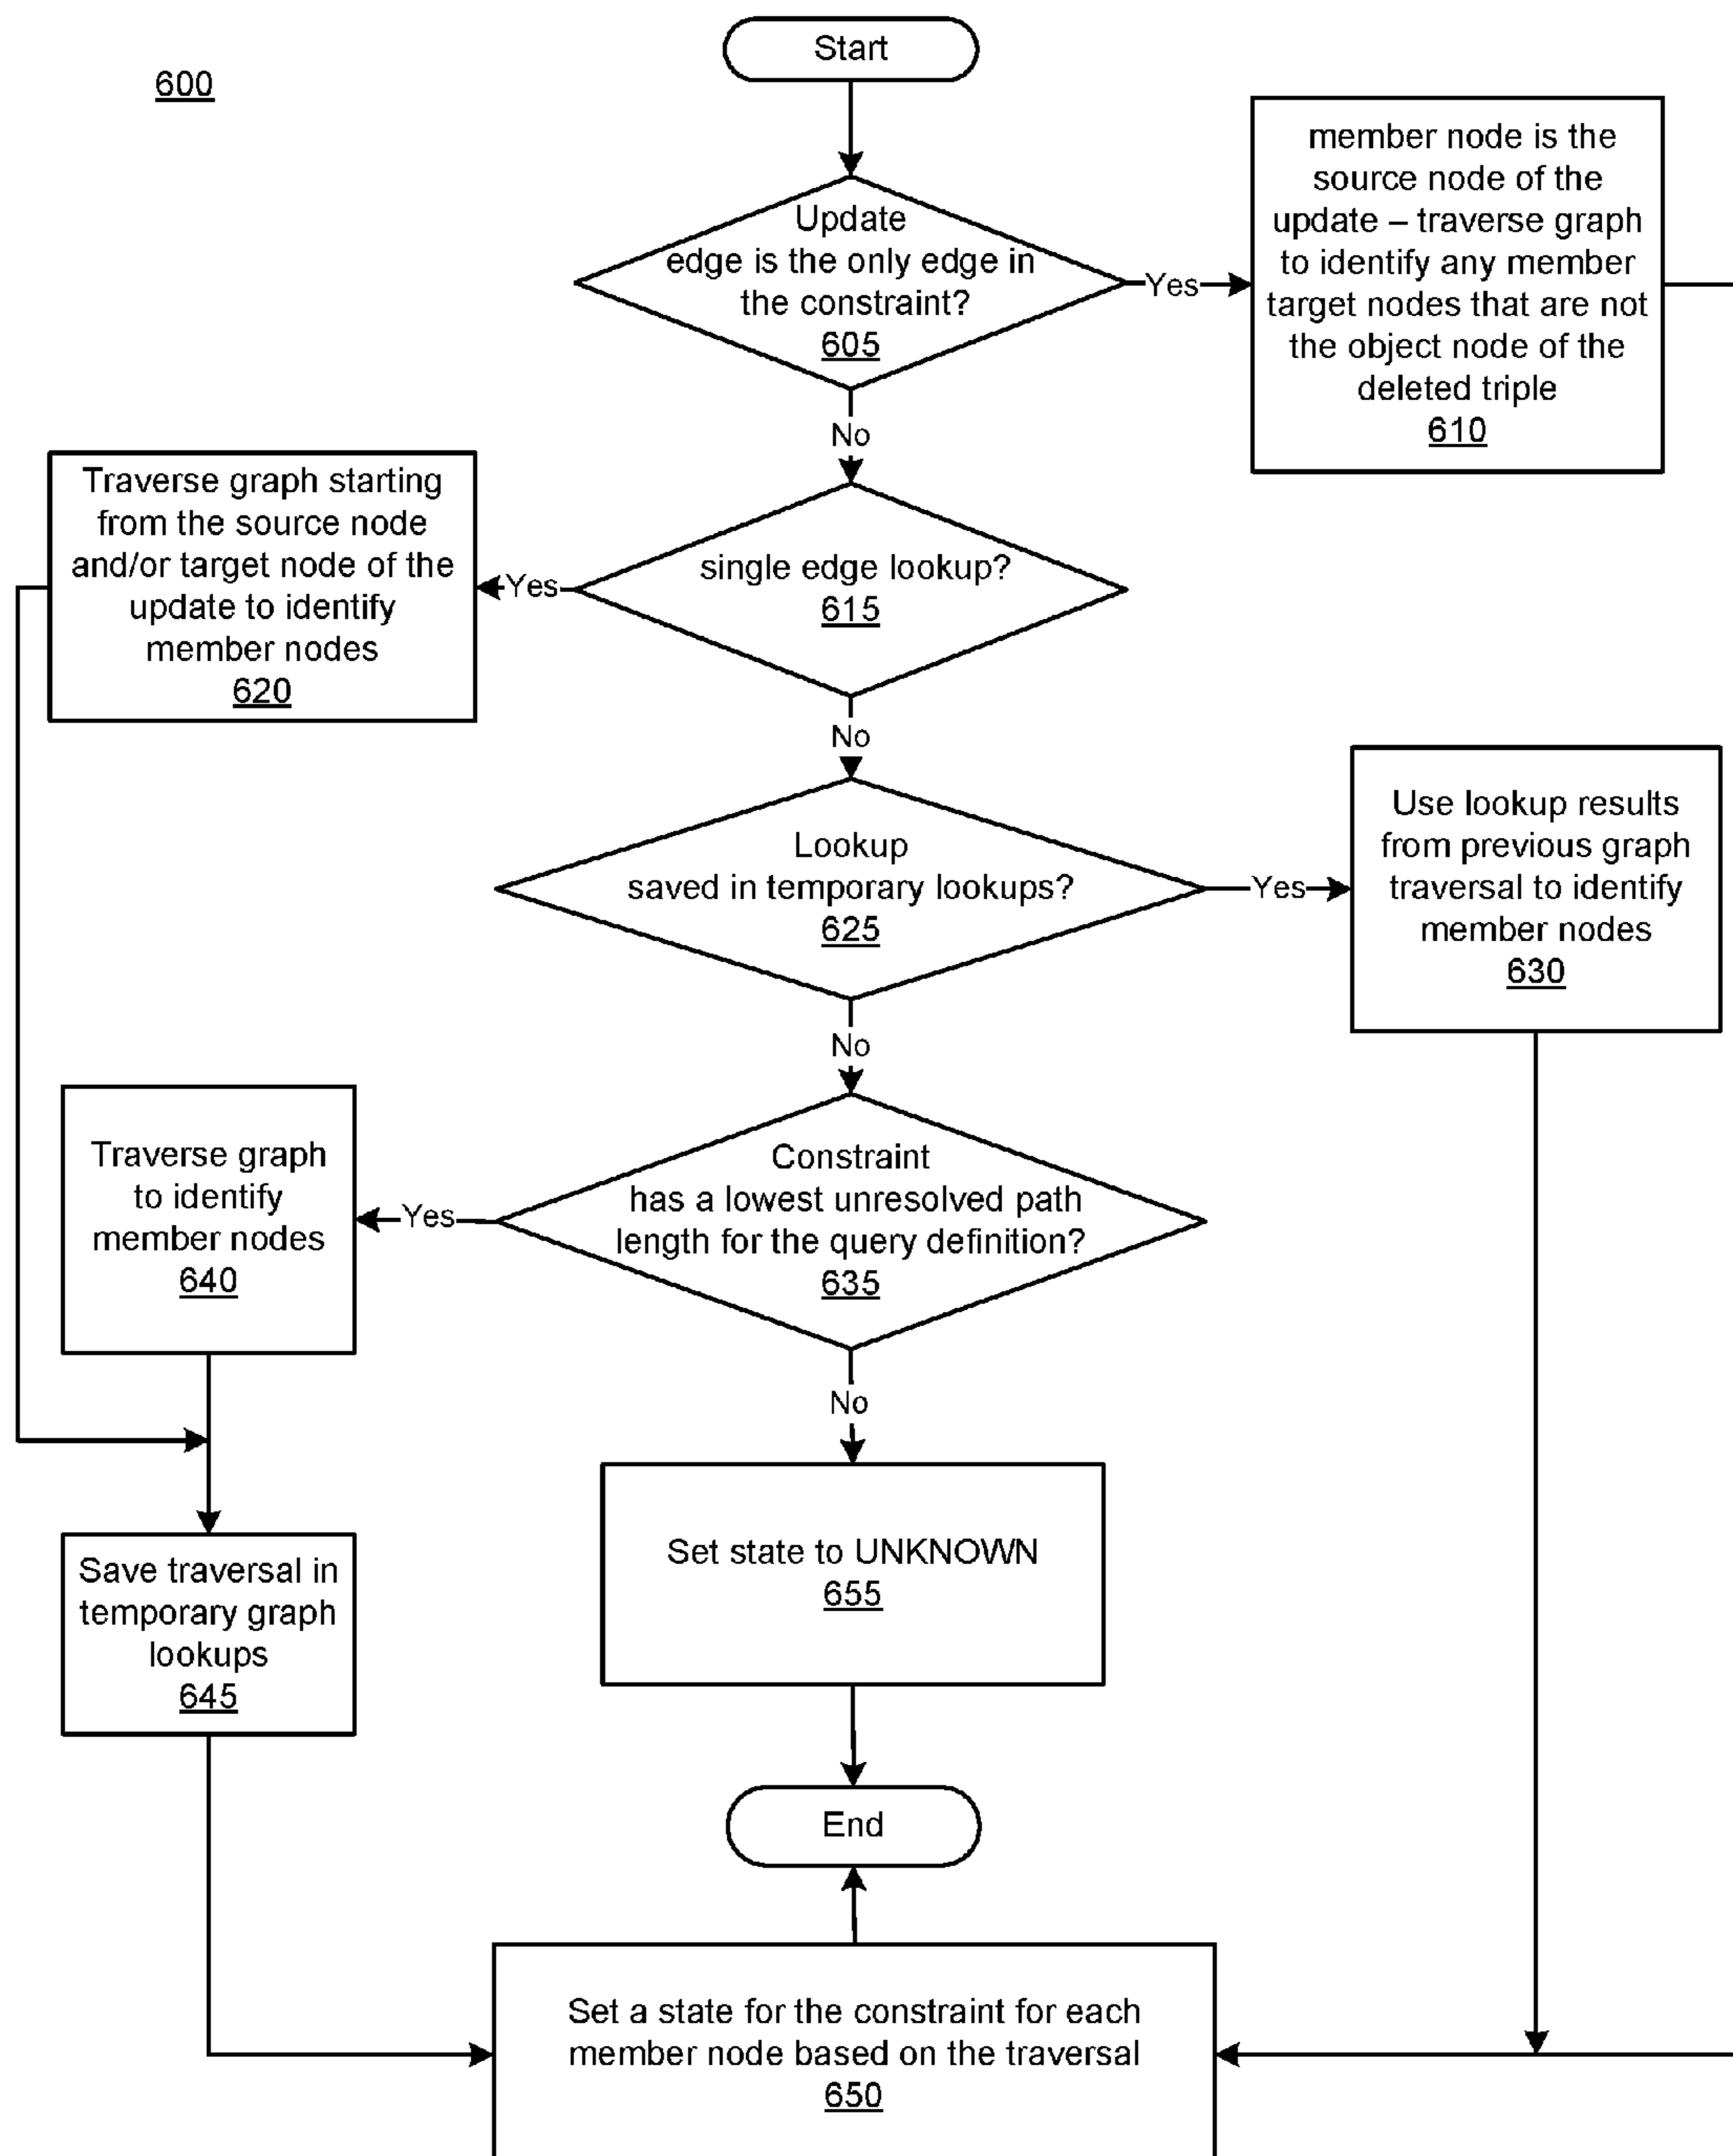 600
Start
Update
edge is the only edge in
the constraint?
605
Yes
member node is the
source node of the
update – traverse graph
to identify any member
target nodes that are not
the object node of the
deleted triple
610
No
Traverse graph starting
from the source node
and/or target node of the
update to identify
member nodes
620
Yes
single edge lookup?
615
No
Lookup
saved in temporary lookups?
625
Yes
Use lookup results
from previous graph
traversal to identify
member nodes
630
No
Traverse graph
to identify
member nodes
640
Yes
Constraint
has a lowest unresolved path
length for the query definition?
635
No
Save traversal in
temporary graph
lookups
645
Set state to UNKNOWN
655
End
Set a state for the constraint for each
member node based on the traversal
650